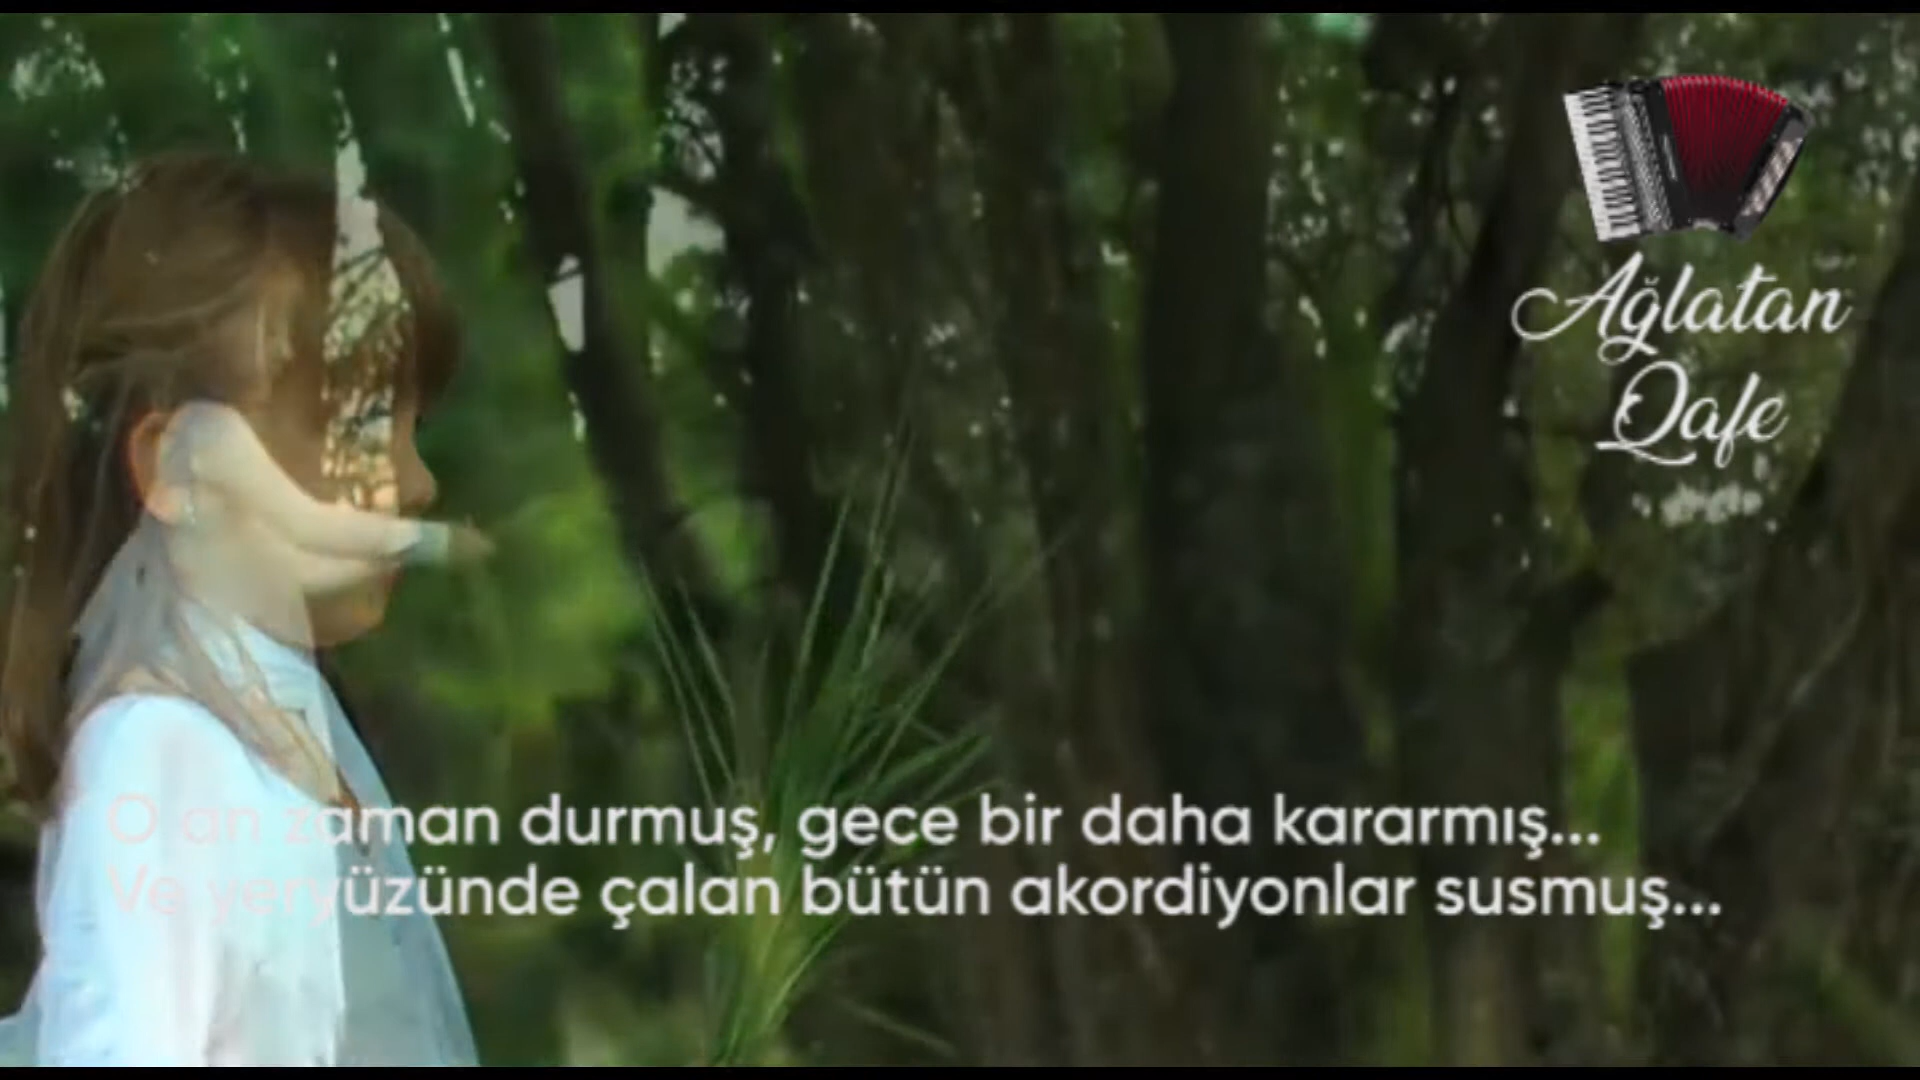 Ağlatan
Qafe
O an zaman durmuş, gece bir daha kararmış...
Ve yeryüzünde çalan bütün akordiyonlar susmuş...